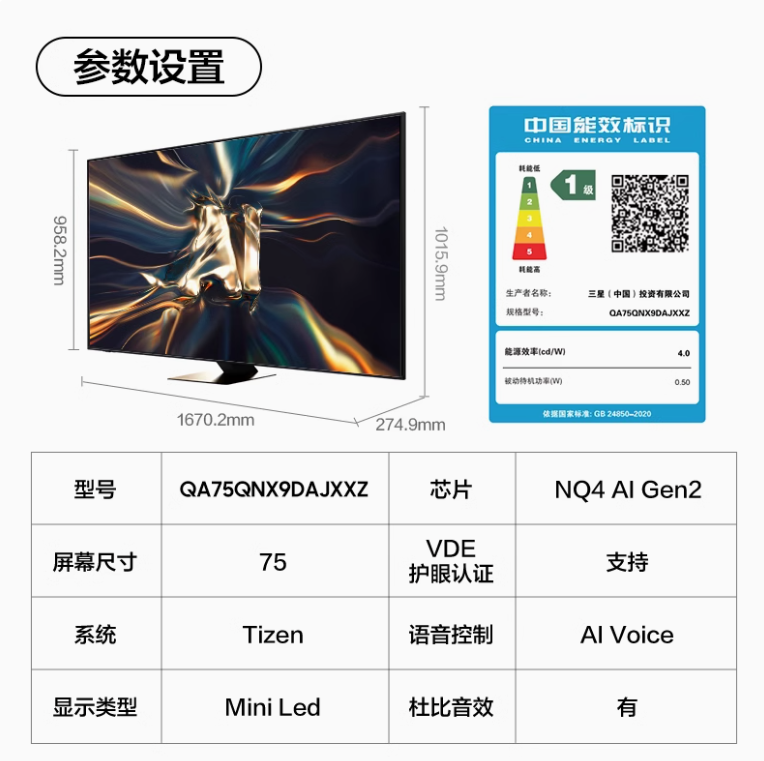 参数设置
958.2mm
1015.9mm
1670.2mm
274.9mm
中国能效标识
CHINA ENERGY LABEL
耗能低
1
2
3
4
5
耗能高
1级
生产者名称: 三星(中国)投资有限公司
规格型号: QA75QNX9DAJXXZ
能源效率(cd/W) 4.0
被动待机功率(W) 0.50
依据国家标准: GB 24850-2020
型号 QA75QNX9DAJXXZ 芯片 NQ4 AI Gen2
屏幕尺寸 75 VDE 护眼认证 支持
系统 Tizen 语音控制 AI Voice
显示类型 Mini Led 杜比音效 有